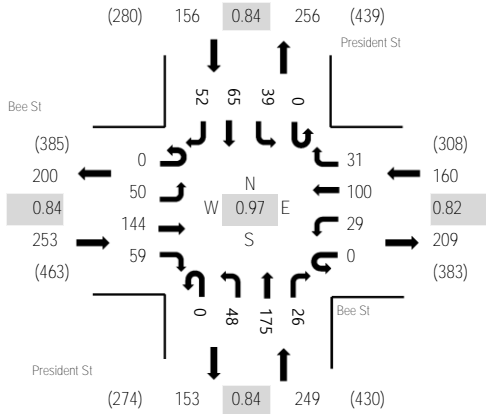 (280) 156 0.84 256 (439)
President St
Bee St
52 65 39 0
(385)
200
0.84
253
(463)
0
50
144
59
N
W 0.97 E
S
31
100
29
0
(308)
160
0.82
209
(383)
0 48 175 26
Bee St
President St
(274) 153 0.84 249 (430)